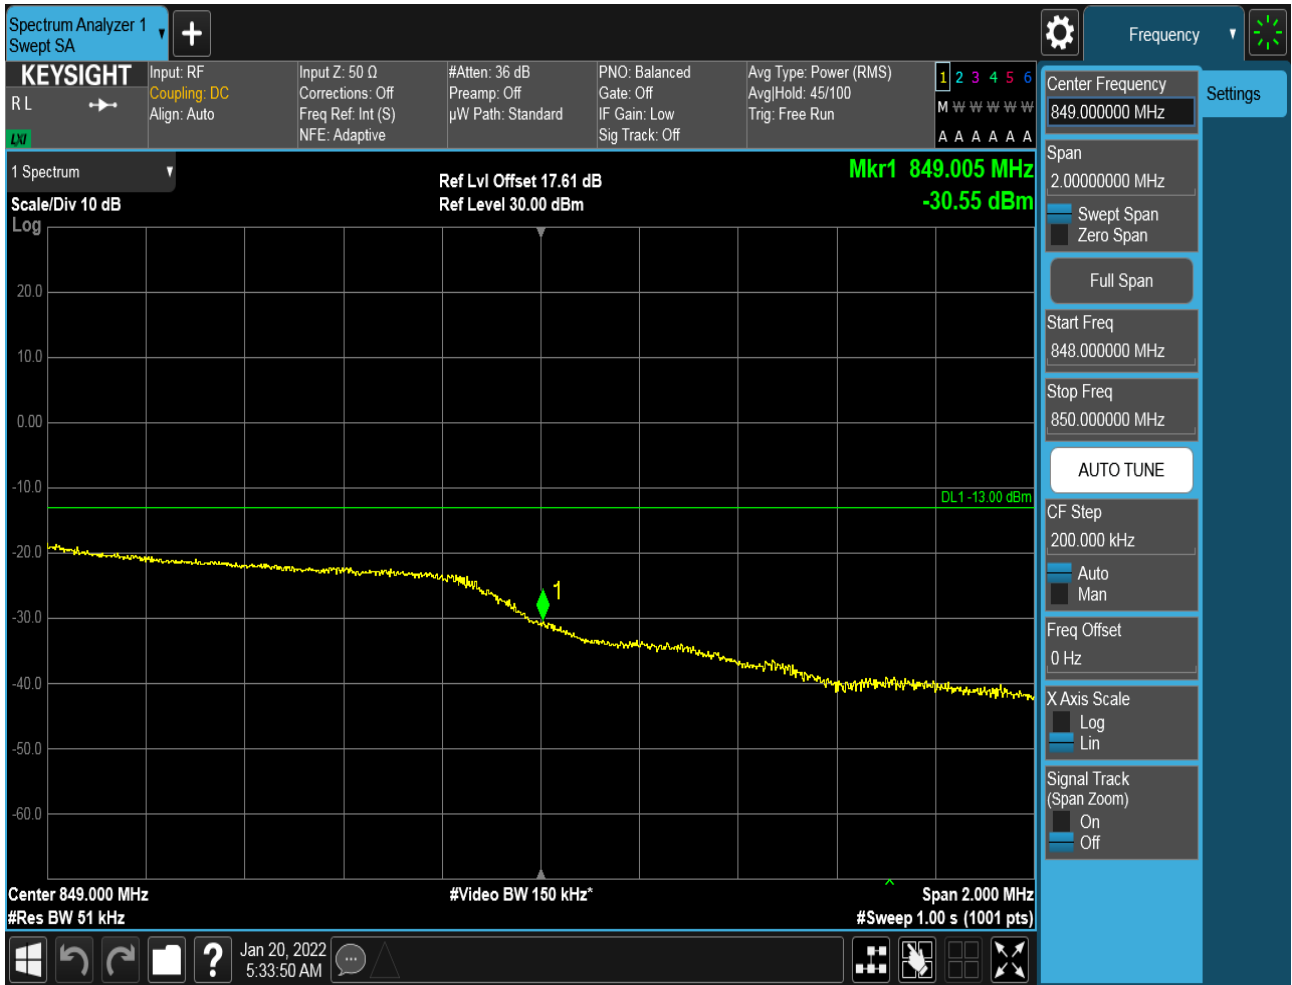 Spectrum Analyzer 1
Swept SA
Frequency
KEYSIGHT
R L
LXI
Input: RF
Coupling: DC
Align: Auto
Input Z: 50 Ω
Corrections: Off
Freq Ref: Int (S)
NFE: Adaptive
#Atten: 36 dB
Preamp: Off
µW Path: Standard
PNO: Balanced
Gate: Off
IF Gain: Low
Sig Track: Off
Avg Type: Power (RMS)
Avg|Hold: 45/100
Trig: Free Run
1 2 3 4 5 6
M W W W W W
A A A A A A
1 Spectrum
Scale/Div 10 dB
Log
Ref Lvl Offset 17.61 dB
Ref Level 30.00 dBm
Mkr1 849.005 MHz
-30.55 dBm
20.0
10.0
0.00
-10.0
DL1 -13.00 dBm
-20.0
1
-30.0
-40.0
-50.0
-60.0
Center 849.000 MHz
#Video BW 150 kHz*
Span 2.000 MHz
#Res BW 51 kHz
#Sweep 1.00 s (1001 pts)
?
Jan 20, 2022
5:33:50 AM
Center Frequency
849.000000 MHz
Settings
Span
2.00000000 MHz
Swept Span
Zero Span
Full Span
Start Freq
848.000000 MHz
Stop Freq
850.000000 MHz
AUTO TUNE
CF Step
200.000 kHz
Auto
Man
Freq Offset
0 Hz
X Axis Scale
Log
Lin
Signal Track
(Span Zoom)
On
Off